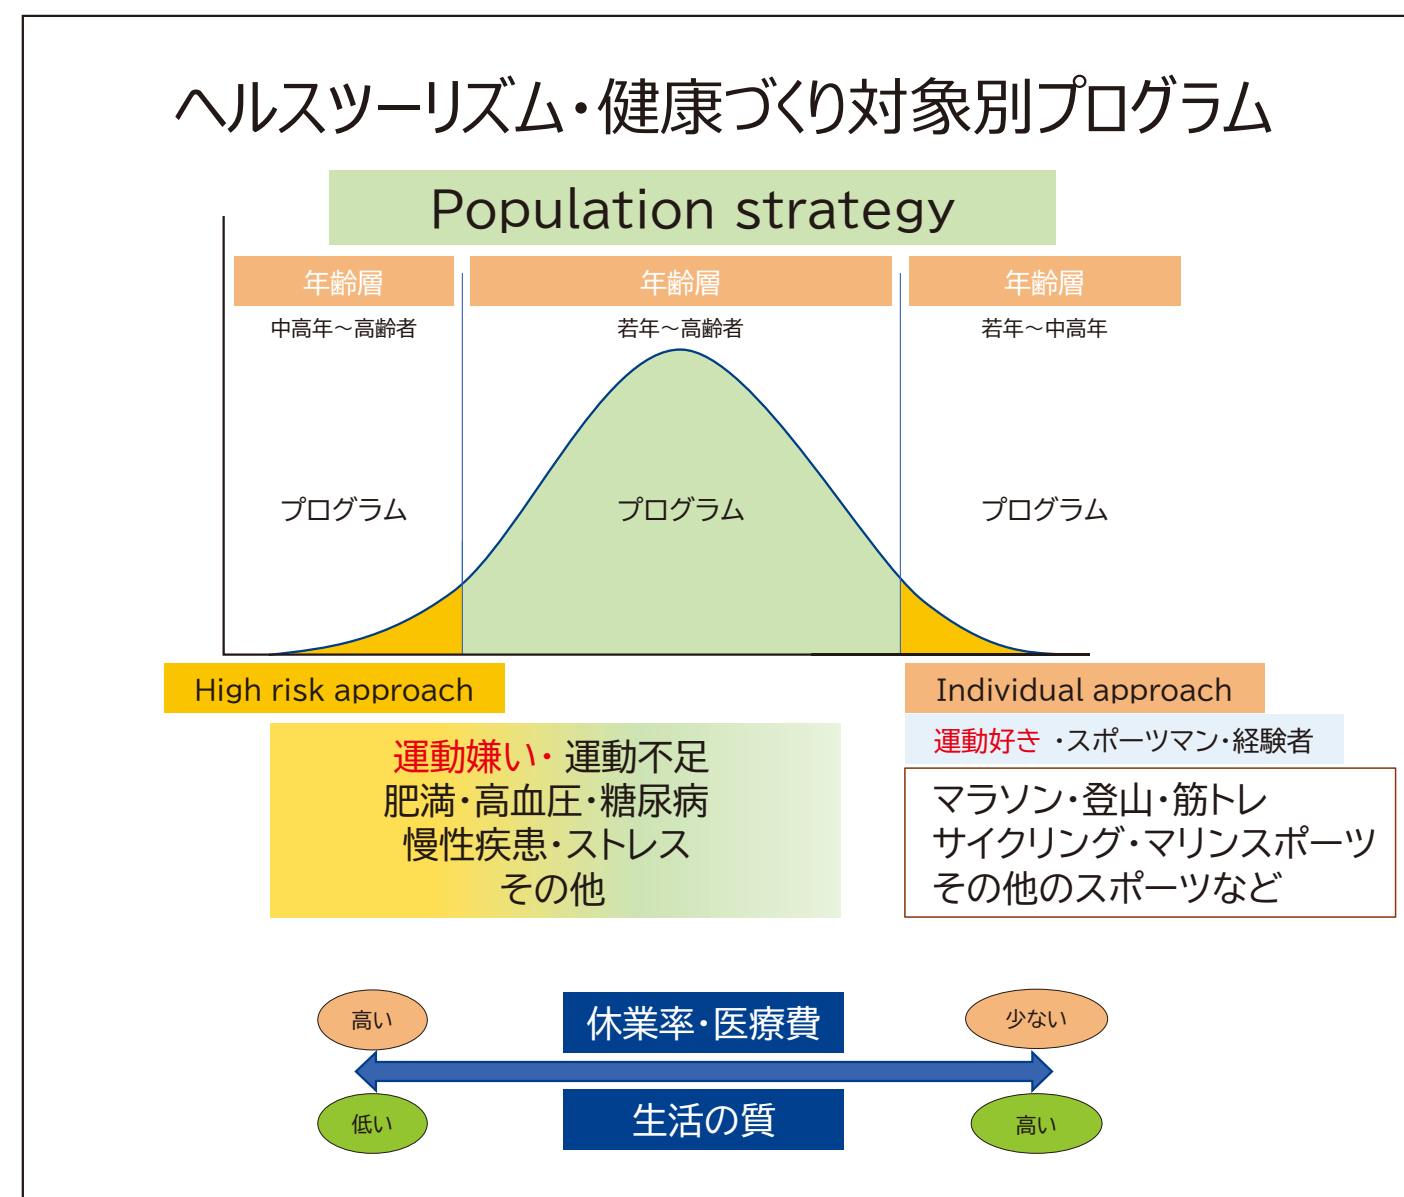 ヘルスツーリズム・健康づくり対象別プログラム
Population strategy
年齢層
年齢層
年齢層
中高年～高齢者
若年～高齢者
若年～中高年
プログラム
プログラム
プログラム
High risk approach
Individual approach
運動嫌い・運動不足
肥満・高血圧・糖尿病
慢性疾患・ストレス
その他
運動好き・スポーツマン・経験者
マラソン・登山・筋トレ
サイクリング・マリンスポーツ
その他のスポーツなど
高い
休業率・医療費
少ない
低い
生活の質
高い